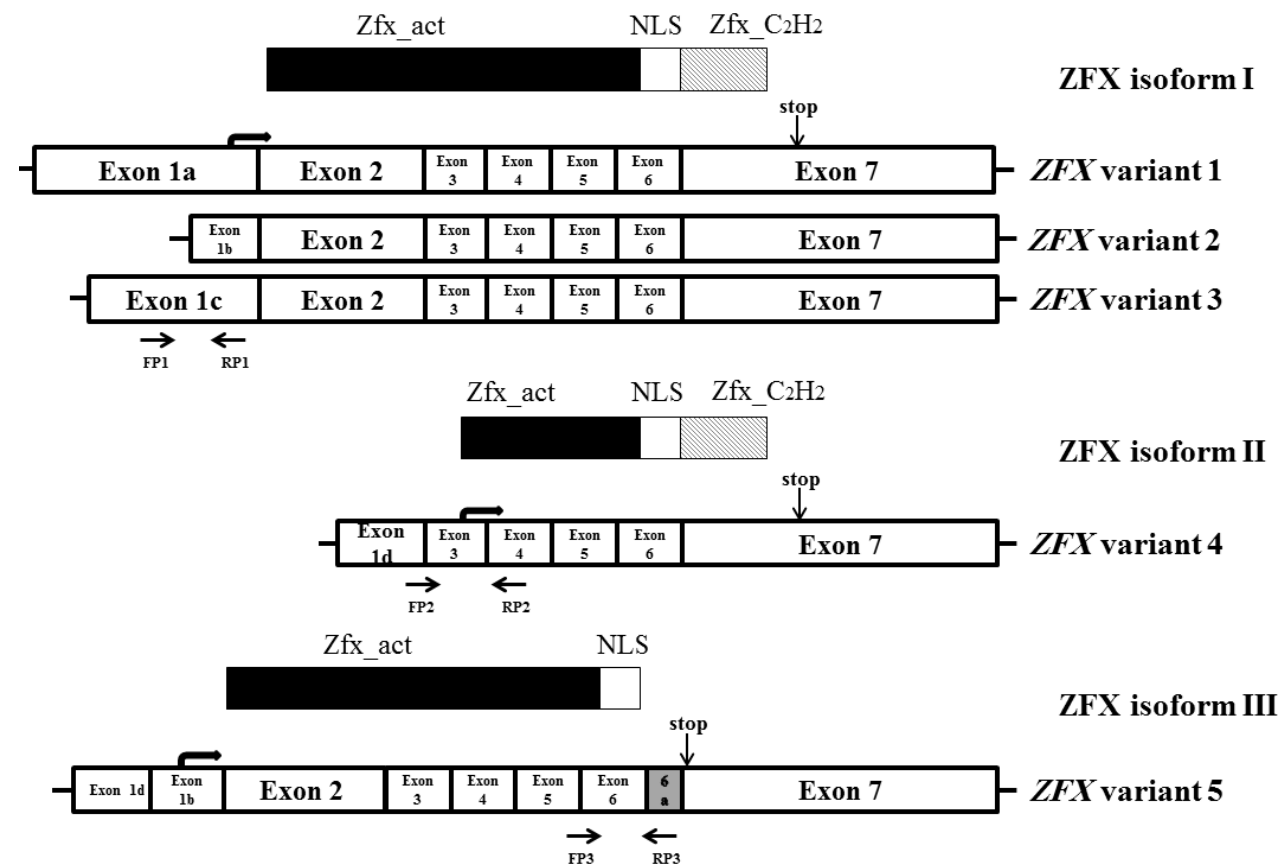 Zfx_act NLS Zfx_C2H2
ZFX isoform I
stop
Exon 1a Exon 2 Exon 3 Exon 4 Exon 5 Exon 6 Exon 7 ZFX variant 1
Exon 1b Exon 2 Exon 3 Exon 4 Exon 5 Exon 6 Exon 7 ZFX variant 2
Exon 1c Exon 2 Exon 3 Exon 4 Exon 5 Exon 6 Exon 7 ZFX variant 3
FP1 RP1
Zfx_act NLS Zfx_C2H2
ZFX isoform II
stop
Exon 1d Exon 3 Exon 4 Exon 5 Exon 6 Exon 7 ZFX variant 4
FP2 RP2
Zfx_act NLS
ZFX isoform III
stop
Exon 1d Exon 1b Exon 2 Exon 3 Exon 4 Exon 5 Exon 6 6a Exon 7 ZFX variant 5
FP3 RP3